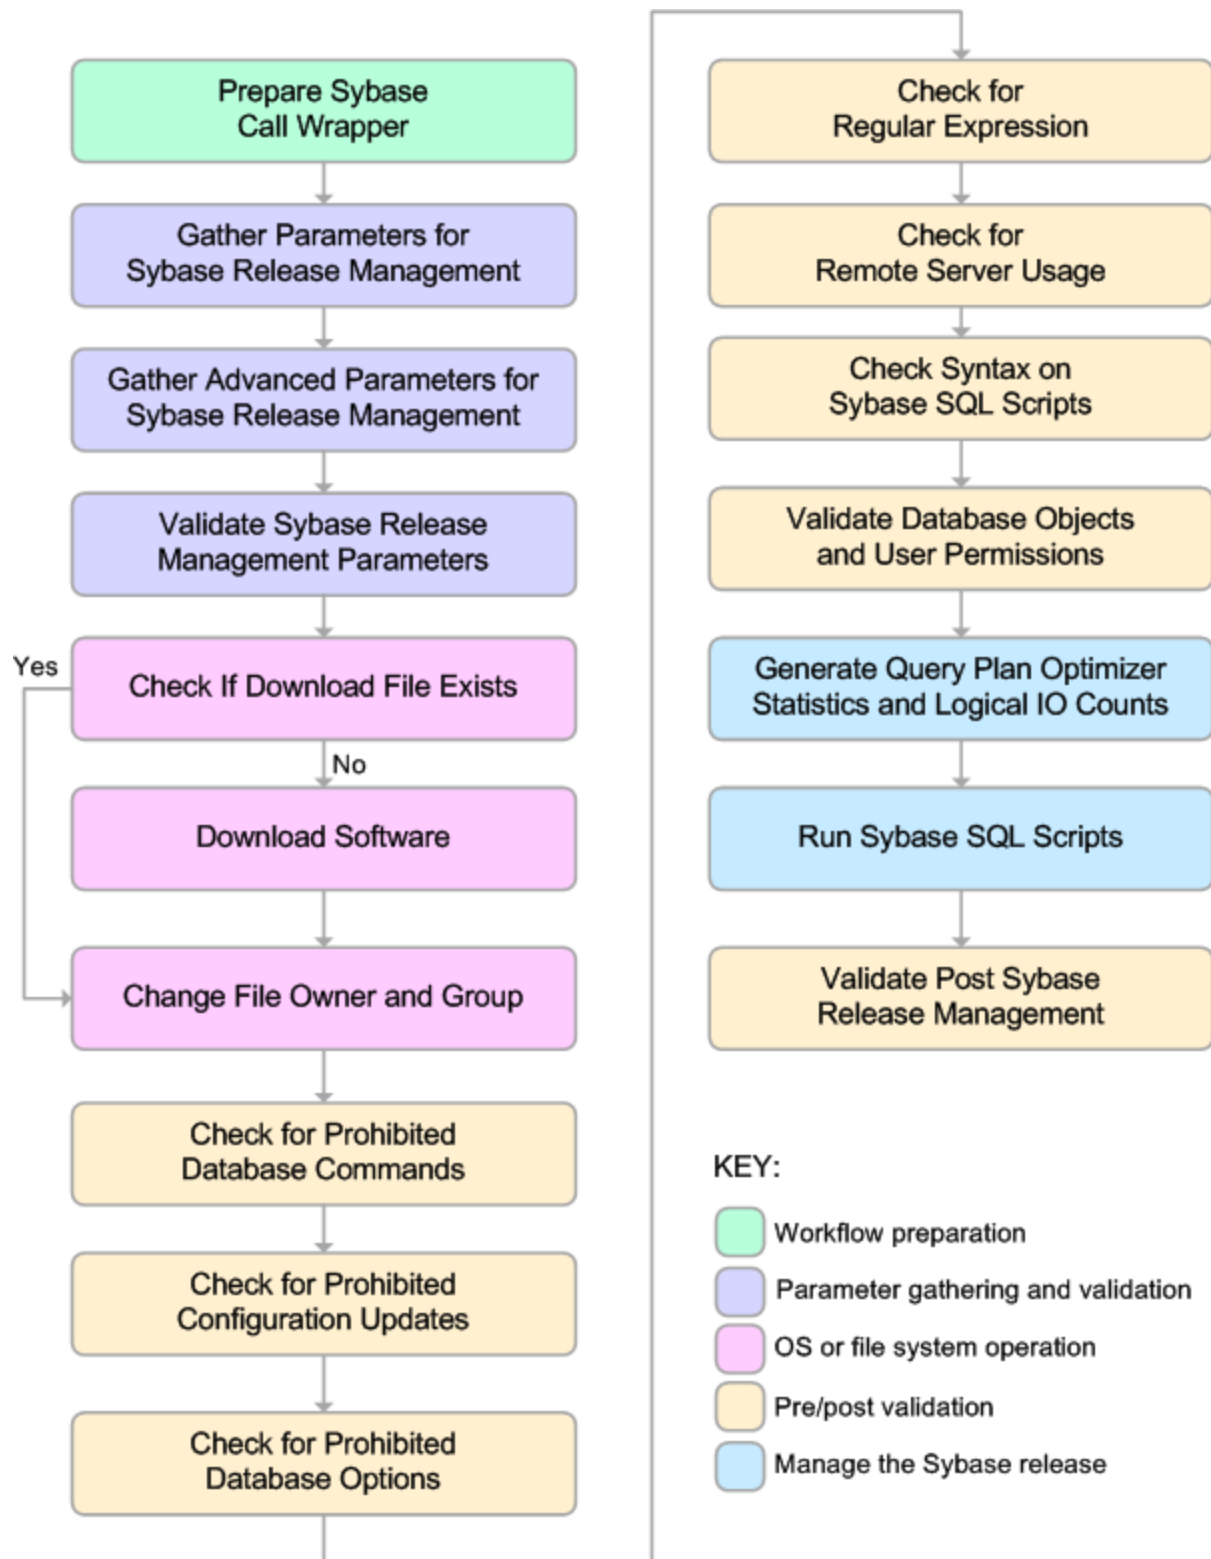 Prepare Sybase
Call Wrapper
Gather Parameters for
Sybase Release Management
Gather Advanced Parameters for
Sybase Release Management
Validate Sybase Release
Management Parameters
Yes
Check If Download File Exists
No
Download Software
Change File Owner and Group
Check for Prohibited
Database Commands
Check for Prohibited
Configuration Updates
Check for Prohibited
Database Options
Check for
Regular Expression
Check for
Remote Server Usage
Check Syntax on
Sybase SQL Scripts
Validate Database Objects
and User Permissions
Generate Query Plan Optimizer
Statistics and Logical IO Counts
Run Sybase SQL Scripts
Validate Post Sybase
Release Management
KEY:
Workflow preparation
Parameter gathering and validation
OS or file system operation
Pre/post validation
Manage the Sybase release